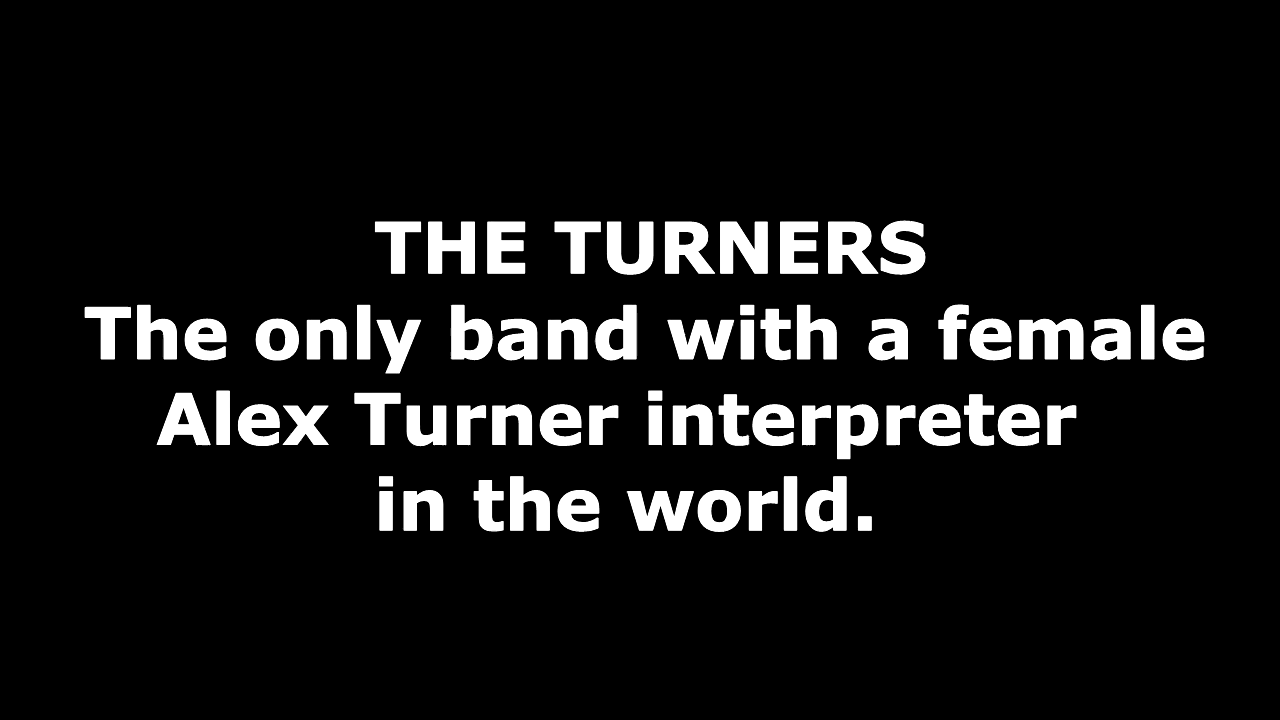 THE TURNERS
The only band with a female
Alex Turner interpreter
in the world.